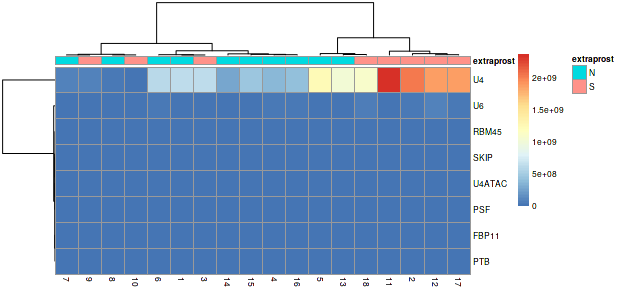 extraprost
U4
U6
RBM45
SKIP
U4ATAC
PSF
FBP11
PTB
7 9 8 10 6 1 3 14 15 4 16 5 13 18 11 2 12 17
2e+09
1.5e+09
1e+09
5e+08
0
extraprost
N
S